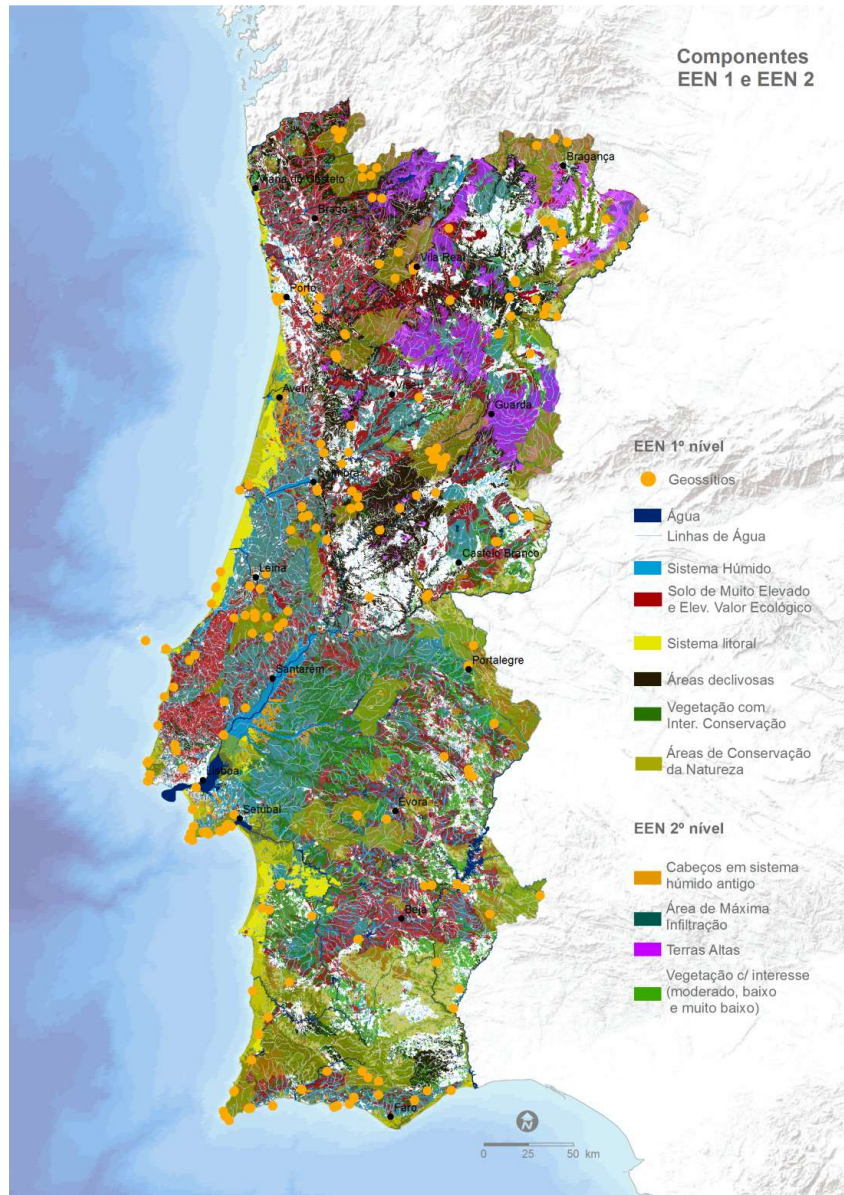 Componentes
EEN 1 e EEN 2
Bragança
Viana do Castelo
Braga
Vila Real
Porto
Aveiro
Viseu
Guarda
Coimbra
Castelo Branco
Leiria
Portalegre
Santarém
Lisboa
Évora
Setúbal
Beja
Faro
EEN 1º nível
Geossítios
Água
Linhas de Água
Sistema Húmido
Solo de Muito Elevado
e Elev. Valor Ecológico
Sistema litoral
Áreas declivosas
Vegetação com
Inter. Conservação
Áreas de Conservação
da Natureza
EEN 2º nível
Cabeços em sistema
húmido antigo
Área de Máxima
Infiltração
Terras Altas
Vegetação c/ interesse
(moderado, baixo
e muito baixo)
N
0 25 50 km